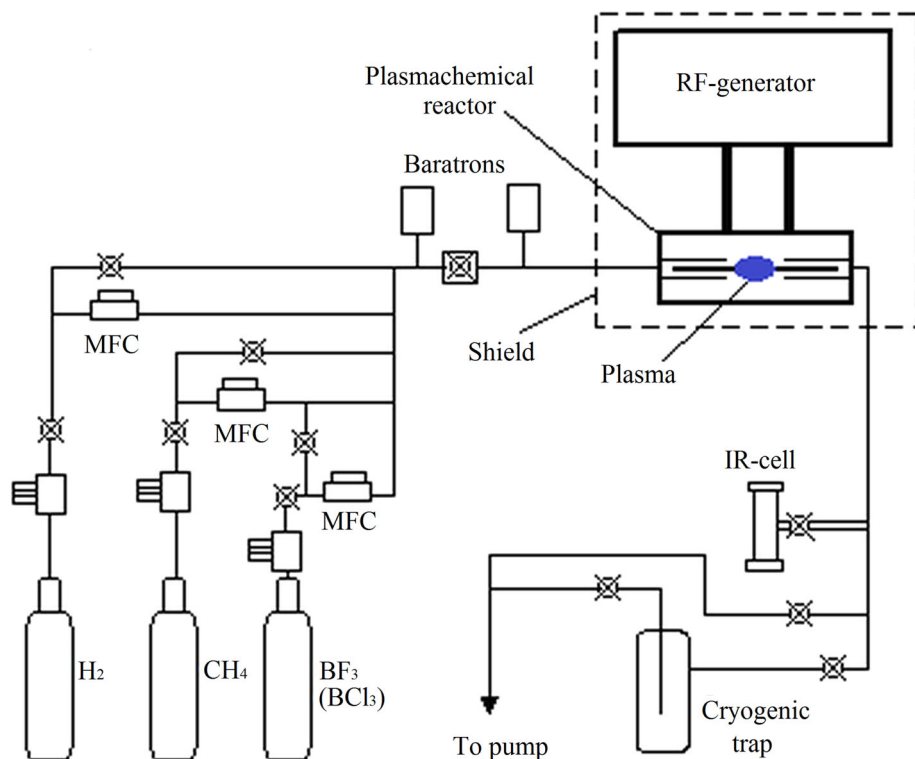 Plasmachemical
reactor
RF-generator
Baratrons
MFC
Shield
Plasma
MFC
IR-cell
MFC
H₂
CH₄
BF₃
(BCl₃)
Cryogenic
trap
To pump